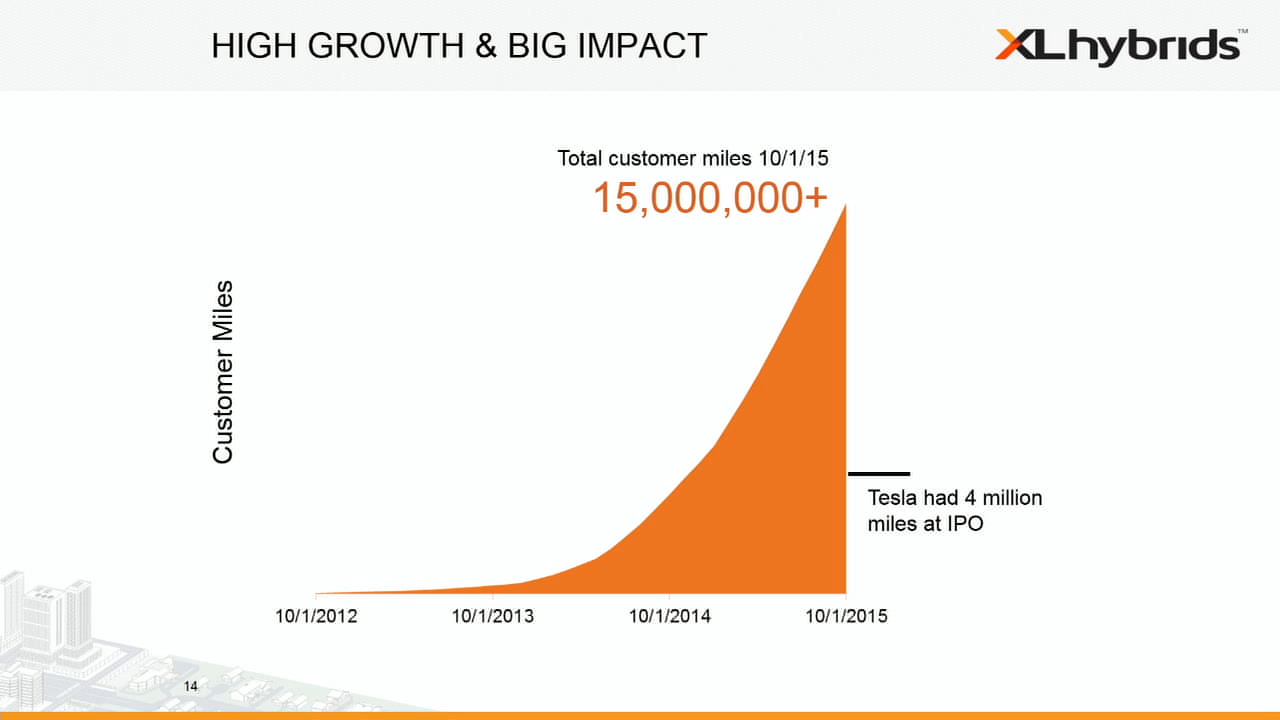 HIGH GROWTH & BIG IMPACT
XLhybrids™
Total customer miles 10/1/15
15,000,000+
Customer Miles
Tesla had 4 million
miles at IPO
10/1/2012
10/1/2013
10/1/2014
10/1/2015
14